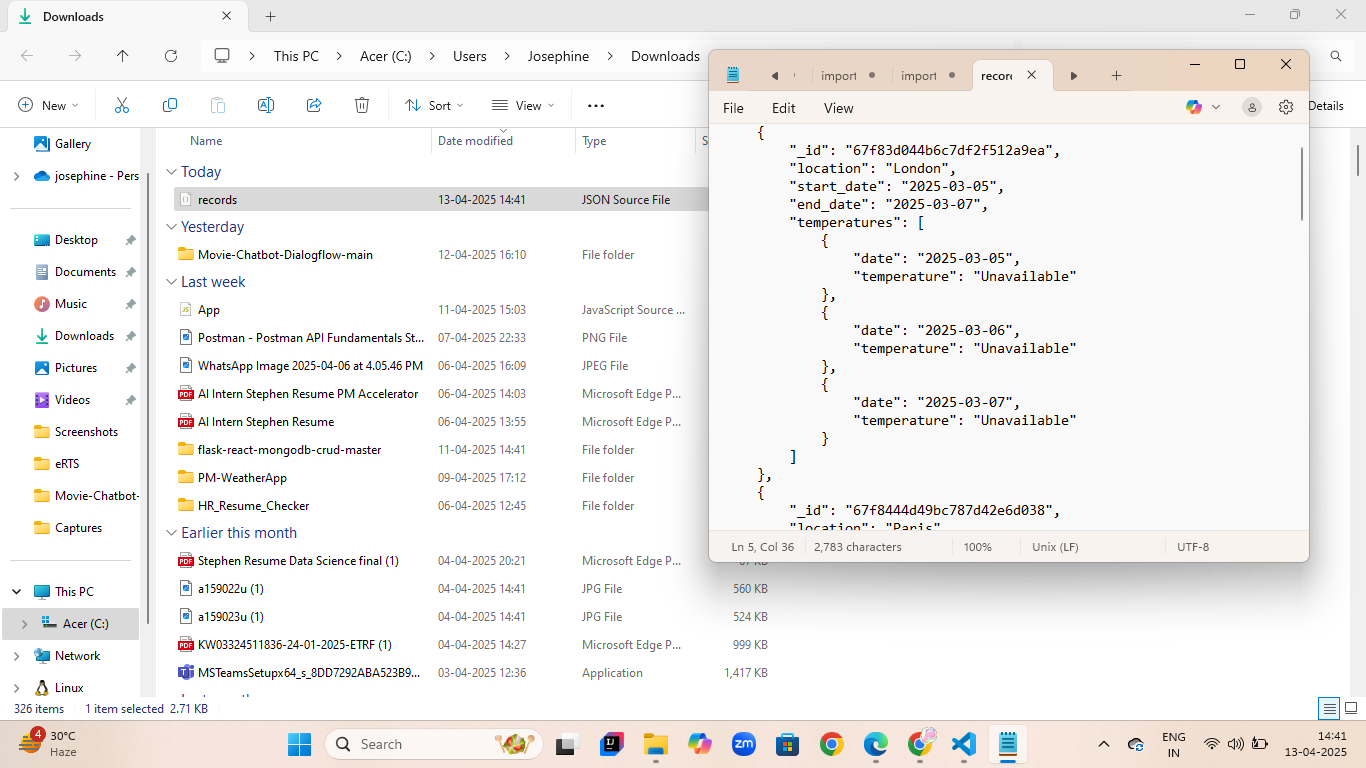 Downloads
This PC
Acer (C:)
Users
Josephine
Downloads
New
Sort
View
Details
Gallery
josephine - Pers
Desktop
Documents
Music
Downloads
Pictures
Videos
Screenshots
eRTS
Movie-Chatbot-
Captures
This PC
Acer (C:)
Network
Linux
Name Date modified Type S
Today
records 13-04-2025 14:41 JSON Source File
Yesterday
Movie-Chatbot-Dialogflow-main 12-04-2025 16:10 File folder
Last week
App 11-04-2025 15:03 JavaScript Source ...
Postman - Postman API Fundamentals St... 07-04-2025 22:33 PNG File
WhatsApp Image 2025-04-06 at 4.05.46 PM 06-04-2025 16:09 JPEG File
AI Intern Stephen Resume PM Accelerator 06-04-2025 14:03 Microsoft Edge P...
AI Intern Stephen Resume 06-04-2025 13:55 Microsoft Edge P...
flask-react-mongodb-crud-master 11-04-2025 14:41 File folder
PM-WeatherApp 09-04-2025 17:12 File folder
HR_Resume_Checker 06-04-2025 12:45 File folder
Earlier this month
Stephen Resume Data Science final (1) 04-04-2025 20:21 Microsoft Edge P... KB
a159022u (1) 04-04-2025 14:41 JPG File 560 KB
a159023u (1) 04-04-2025 14:41 JPG File 524 KB
KW03324511836-24-01-2025-ETRF (1) 04-04-2025 14:27 Microsoft Edge P... 999 KB
MSTeamsSetupx64_s_8DD7292ABA523B9... 03-04-2025 12:36 Application 1,417 KB
326 items 1 item selected 2.71 KB
import import recor
File Edit View
{
"_id": "67f83d044b6c7df2f512a9ea",
"location": "London",
"start_date": "2025-03-05",
"end_date": "2025-03-07",
"temperatures": [
{
"date": "2025-03-05",
"temperature": "Unavailable"
},
{
"date": "2025-03-06",
"temperature": "Unavailable"
},
{
"date": "2025-03-07",
"temperature": "Unavailable"
}
]
},
{
"_id": "67f8444d49bc787d42e6d038",
"location": "Paris"
Ln 5, Col 36 2,783 characters 100% Unix (LF) UTF-8
4
30°C
Haze
Search
zm
ENG
IN
14:41
13-04-2025